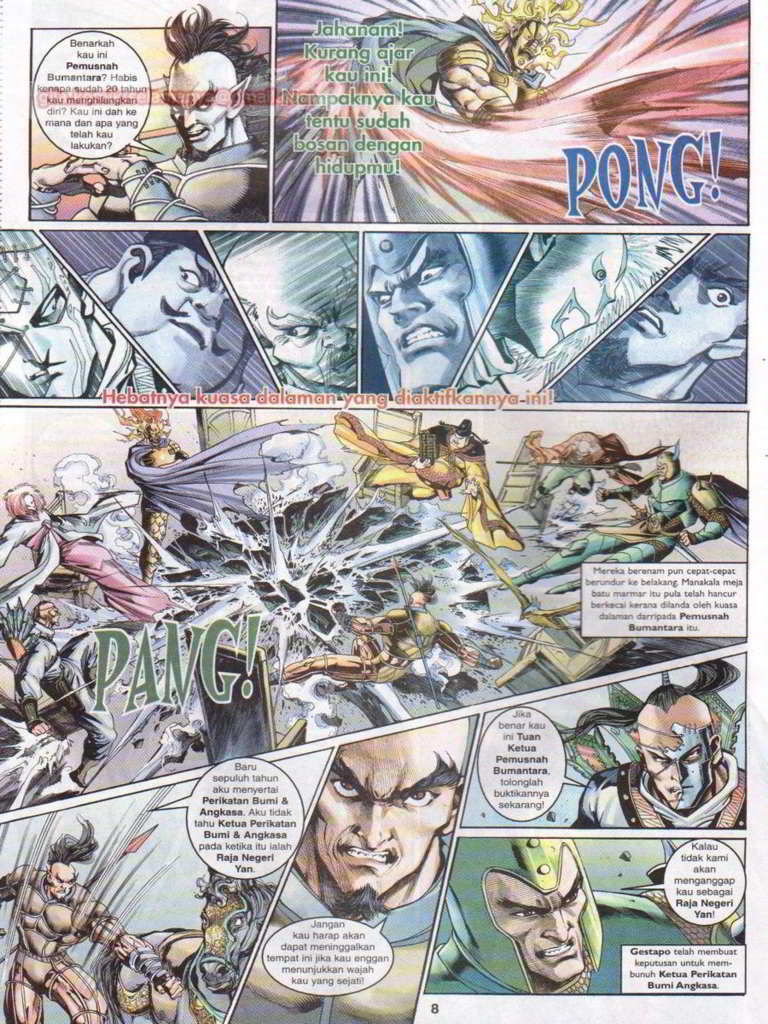 Benarkah
kau ini
Pemusnah
Bumantara? Habis
kenapa sudah 20 tahun
kau menghilangkan
diri? Kau ini dah ke
mana dan apa yang
telah kau
lakukan?
Jahanam!
Kurang ajar
kau ini!
Nampaknya kau
tentu sudah
bosan dengan
hidupmu!
PONG!
Hebatnya kuasa dalaman yang diaktifkannya ini!
Mereka berenam pun cepat-cepat
berundur ke belakang. Manakala meja
batu marmar itu pula telah hancur
berkecai kerana dilanda oleh kuasa
dalaman darripada Pemusnah
Bumantara itu.
PANG!
Jika
benar kau
ini Tuan
Ketua
Pemusnah
Bumantara,
tolonglah
buktikannya
sekarang!
Baru
sepuluh tahun
aku menyertai
Perikatan Bumi &
Angkasa. Aku tidak
tahu Ketua Perikatan
Bumi & Angkasa
pada ketika itu ialah
Raja Negeri
Yan.
Jangan
kau harap akan
dapat meninggalkan
tempat ini jika kau enggan
menunjukkan wajah
kau yang sejati!
Kalau
tidak kami
akan
menganggap
kau sebagai
Raja Negeri
Yan!
Gestapo telah membuat
keputusan untuk mem-
bunuh Ketua Perikatan
Bumi Angkasa.
8